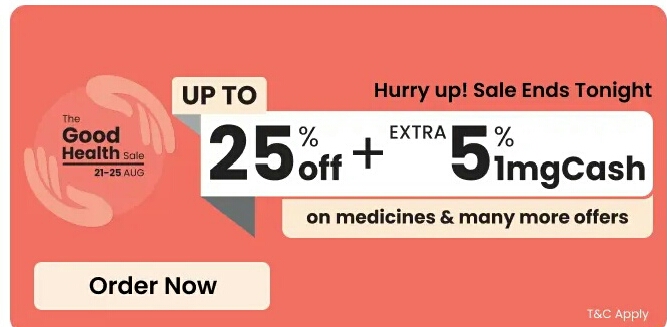 The
Good
Health Sale
21-25 AUG
Hurry up! Sale Ends Tonight
UP TO
25% off + EXTRA 5% 1mgCash
on medicines & many more offers
Order Now
T&C Apply